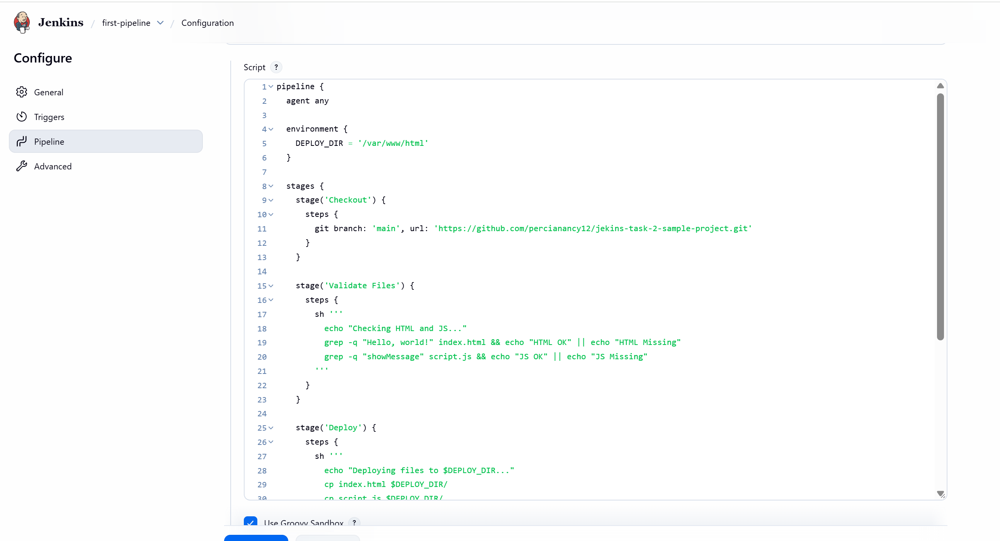 Jenkins / first-pipeline / Configuration
Configure
General
Triggers
Pipeline
Advanced
Script ?
1 pipeline {
2   agent any
3
4   environment {
5     DEPLOY_DIR = '/var/www/html'
6   }
7
8   stages {
9     stage('Checkout') {
10       steps {
11         git branch: 'main', url: 'https://github.com/percianancy12/jekins-task-2-sample-project.git'
12       }
13     }
14
15     stage('Validate Files') {
16       steps {
17         sh '''
18           echo "Checking HTML and JS..."
19           grep -q "Hello, world!" index.html && echo "HTML OK" || echo "HTML Missing"
20           grep -q "showMessage" script.js && echo "JS OK" || echo "JS Missing"
21         '''
22       }
23     }
24
25     stage('Deploy') {
26       steps {
27         sh '''
28           echo "Deploying files to $DEPLOY_DIR..."
29           cp index.html $DEPLOY_DIR/
30           cp script.js $DEPLOY_DIR/
Use Groovy Sandbox ?